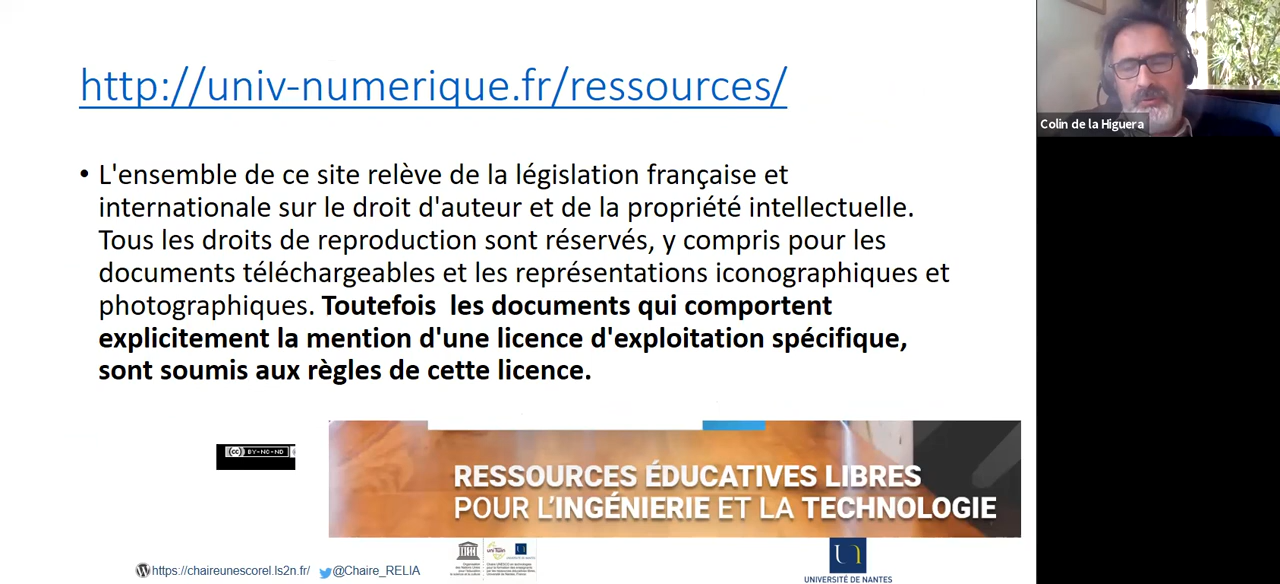 http://univ-numerique.fr/ressources/
Colin de la Higuera
• L'ensemble de ce site relève de la législation française et
internationale sur le droit d'auteur et de la propriété intellectuelle.
Tous les droits de reproduction sont réservés, y compris pour les
documents téléchargeables et les représentations iconographiques et
photographiques. Toutefois les documents qui comportent
explicitement la mention d'une licence d'exploitation spécifique,
sont soumis aux règles de cette licence.
cc BY-NC-ND
RESSOURCES ÉDUCATIVES LIBRES
POUR L'INGÉNIERIE ET LA TECHNOLOGIE
https://chaireunescorel.ls2n.fr/ @Chaire_RELIA
UNIVERSITÉ DE NANTES